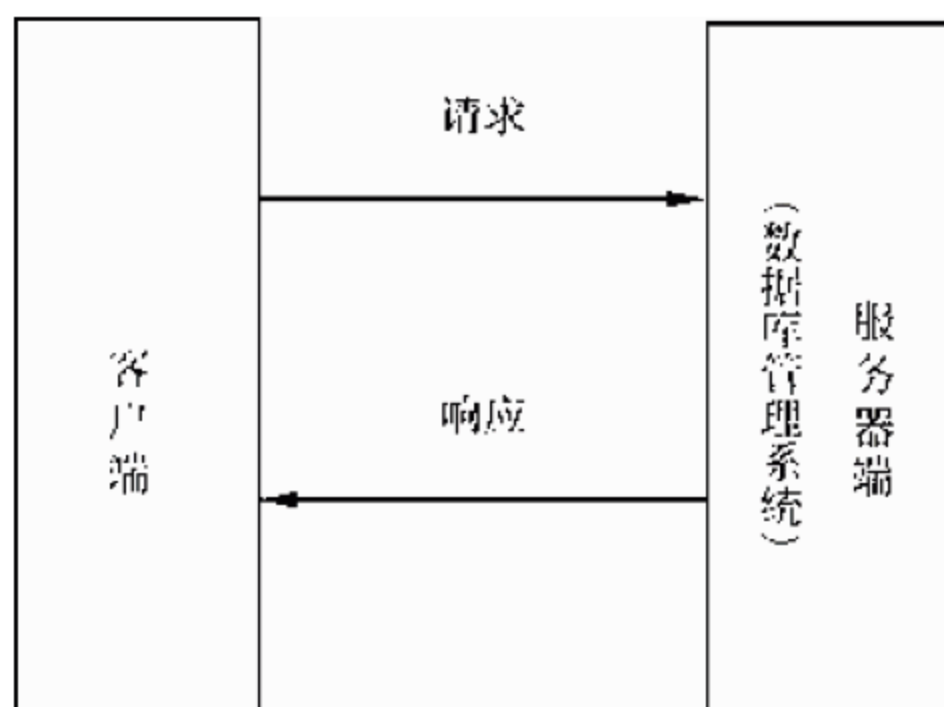 请求
客户端
响应
服务器端
（数据库管理系统）